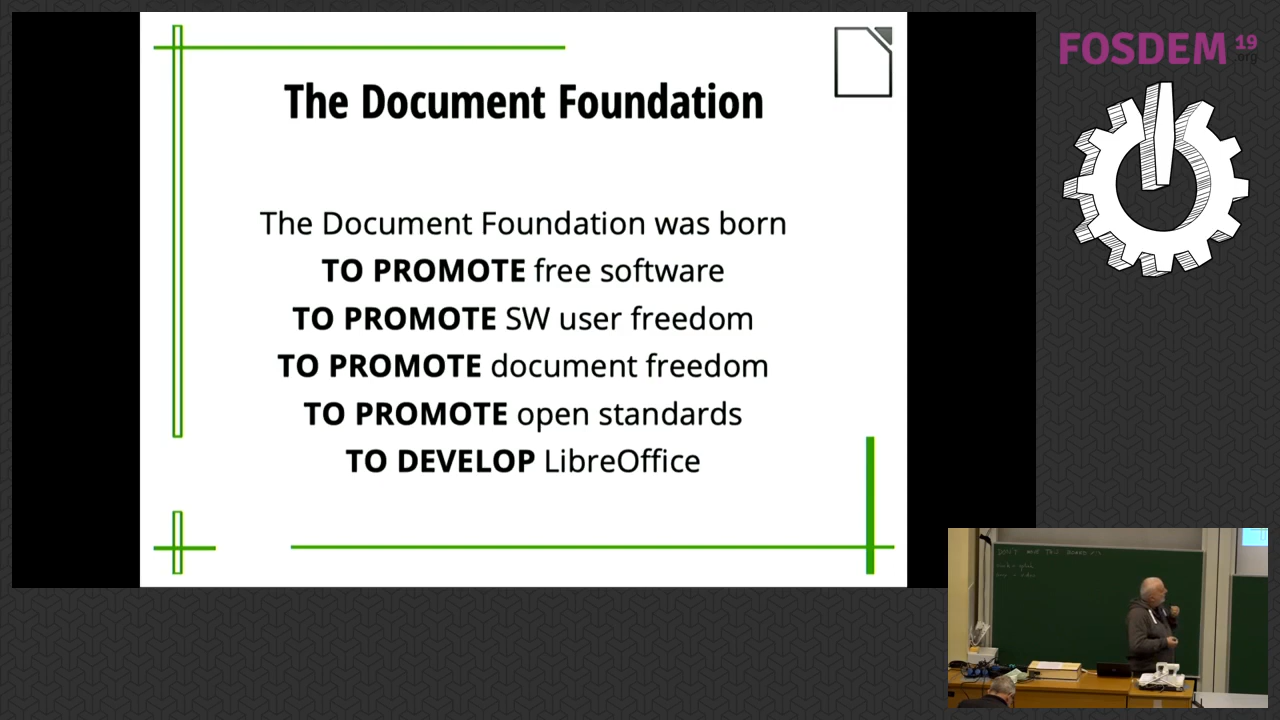 The Document Foundation
The Document Foundation was born
TO PROMOTE free software
TO PROMOTE SW user freedom
TO PROMOTE document freedom
TO PROMOTE open standards
TO DEVELOP LibreOffice
FOSDEM 19
.org